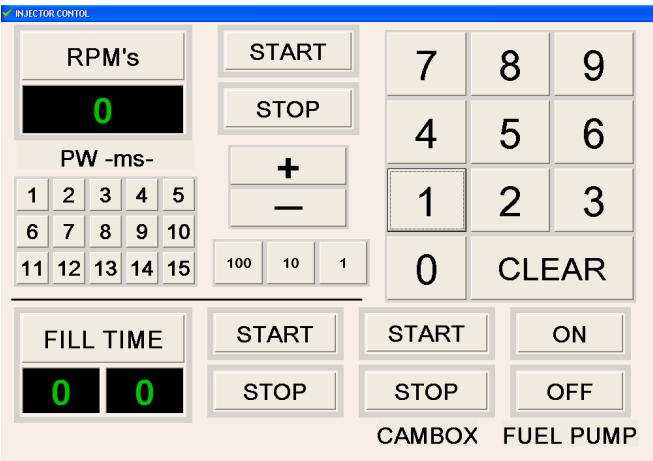 INJECTOR CONTOL
RPM's
0
START
STOP
PW -ms-
1 2 3 4 5
6 7 8 9 10
11 12 13 14 15
+
—
100 10 1
7 8 9
4 5 6
1 2 3
0 CLEAR
FILL TIME
0 0
START
STOP
START
STOP
CAMBOX
ON
OFF
FUEL PUMP